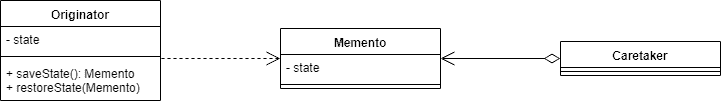 Originator
- state
+ saveState(): Memento
+ restoreState(Memento)
Memento
- state
Caretaker